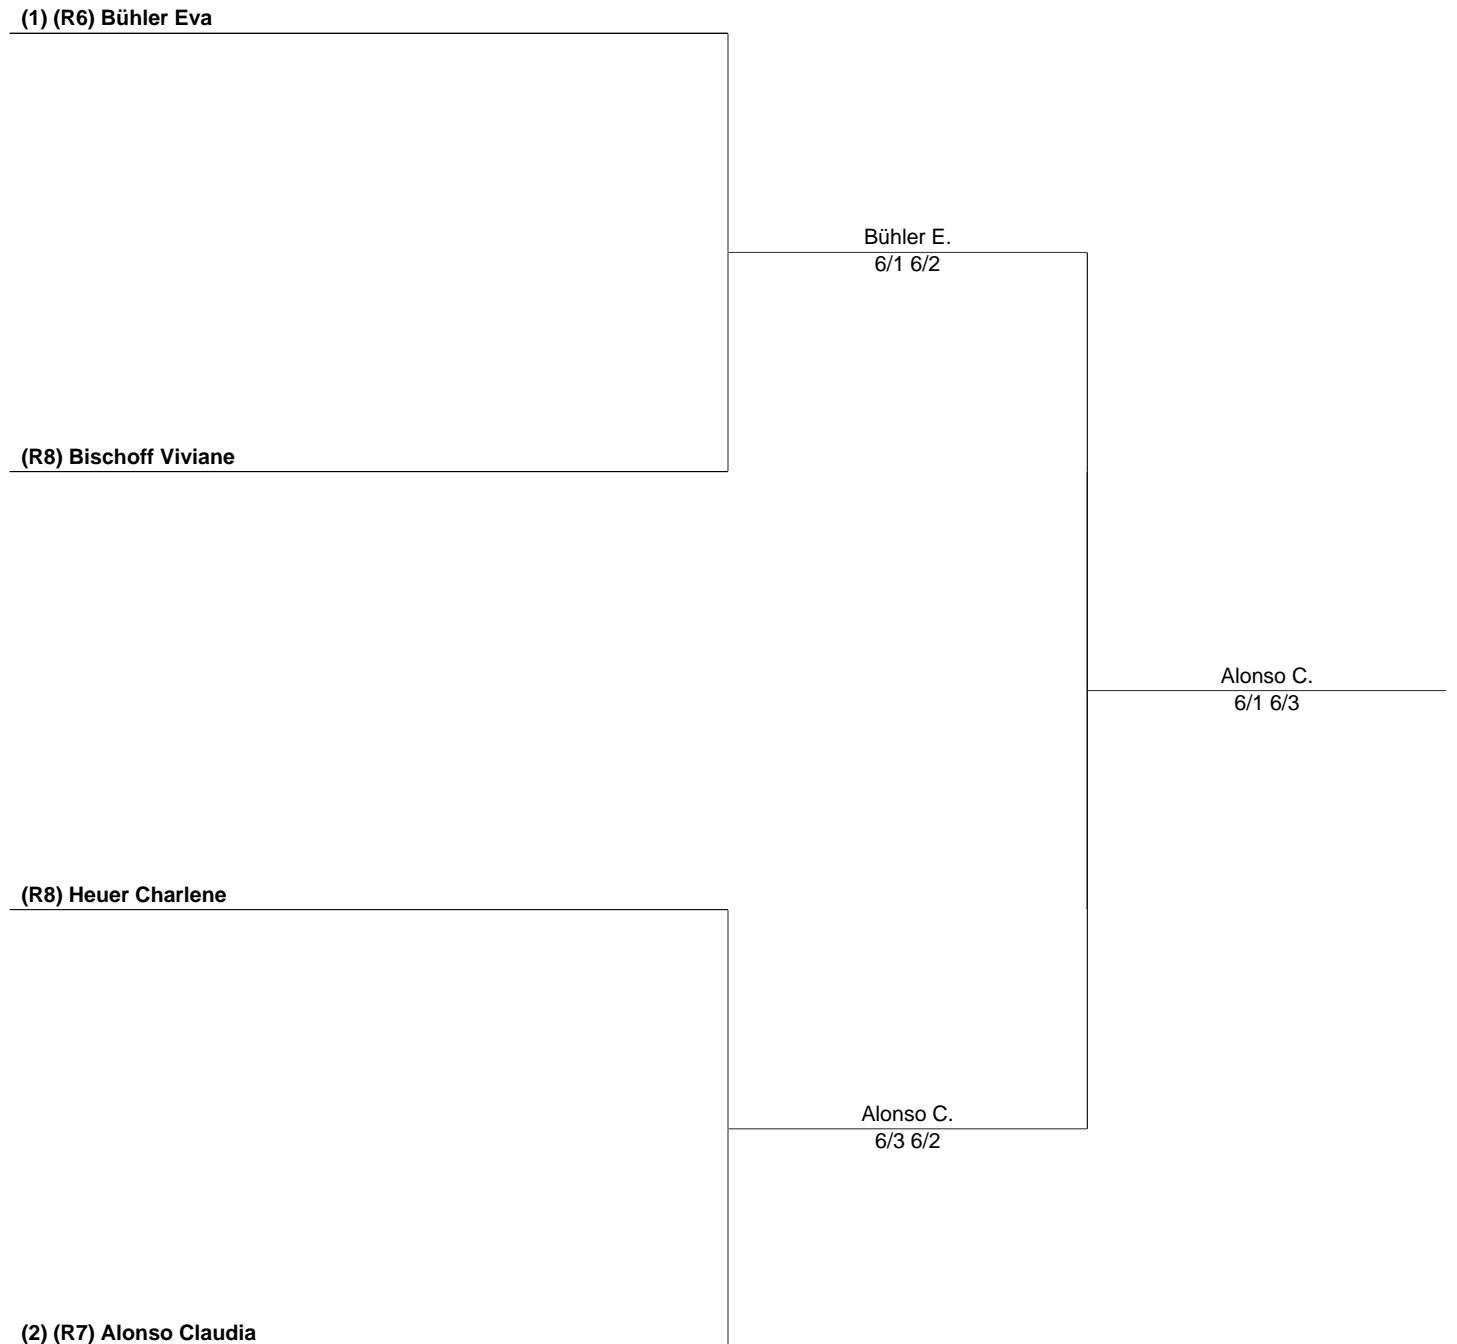 (1) (R6) Bühler Eva
Bühler E.
6/1 6/2
(R8) Bischoff Viviane
Alonso C.
6/1 6/3
(R8) Heuer Charlene
Alonso C.
6/3 6/2
(2) (R7) Alonso Claudia